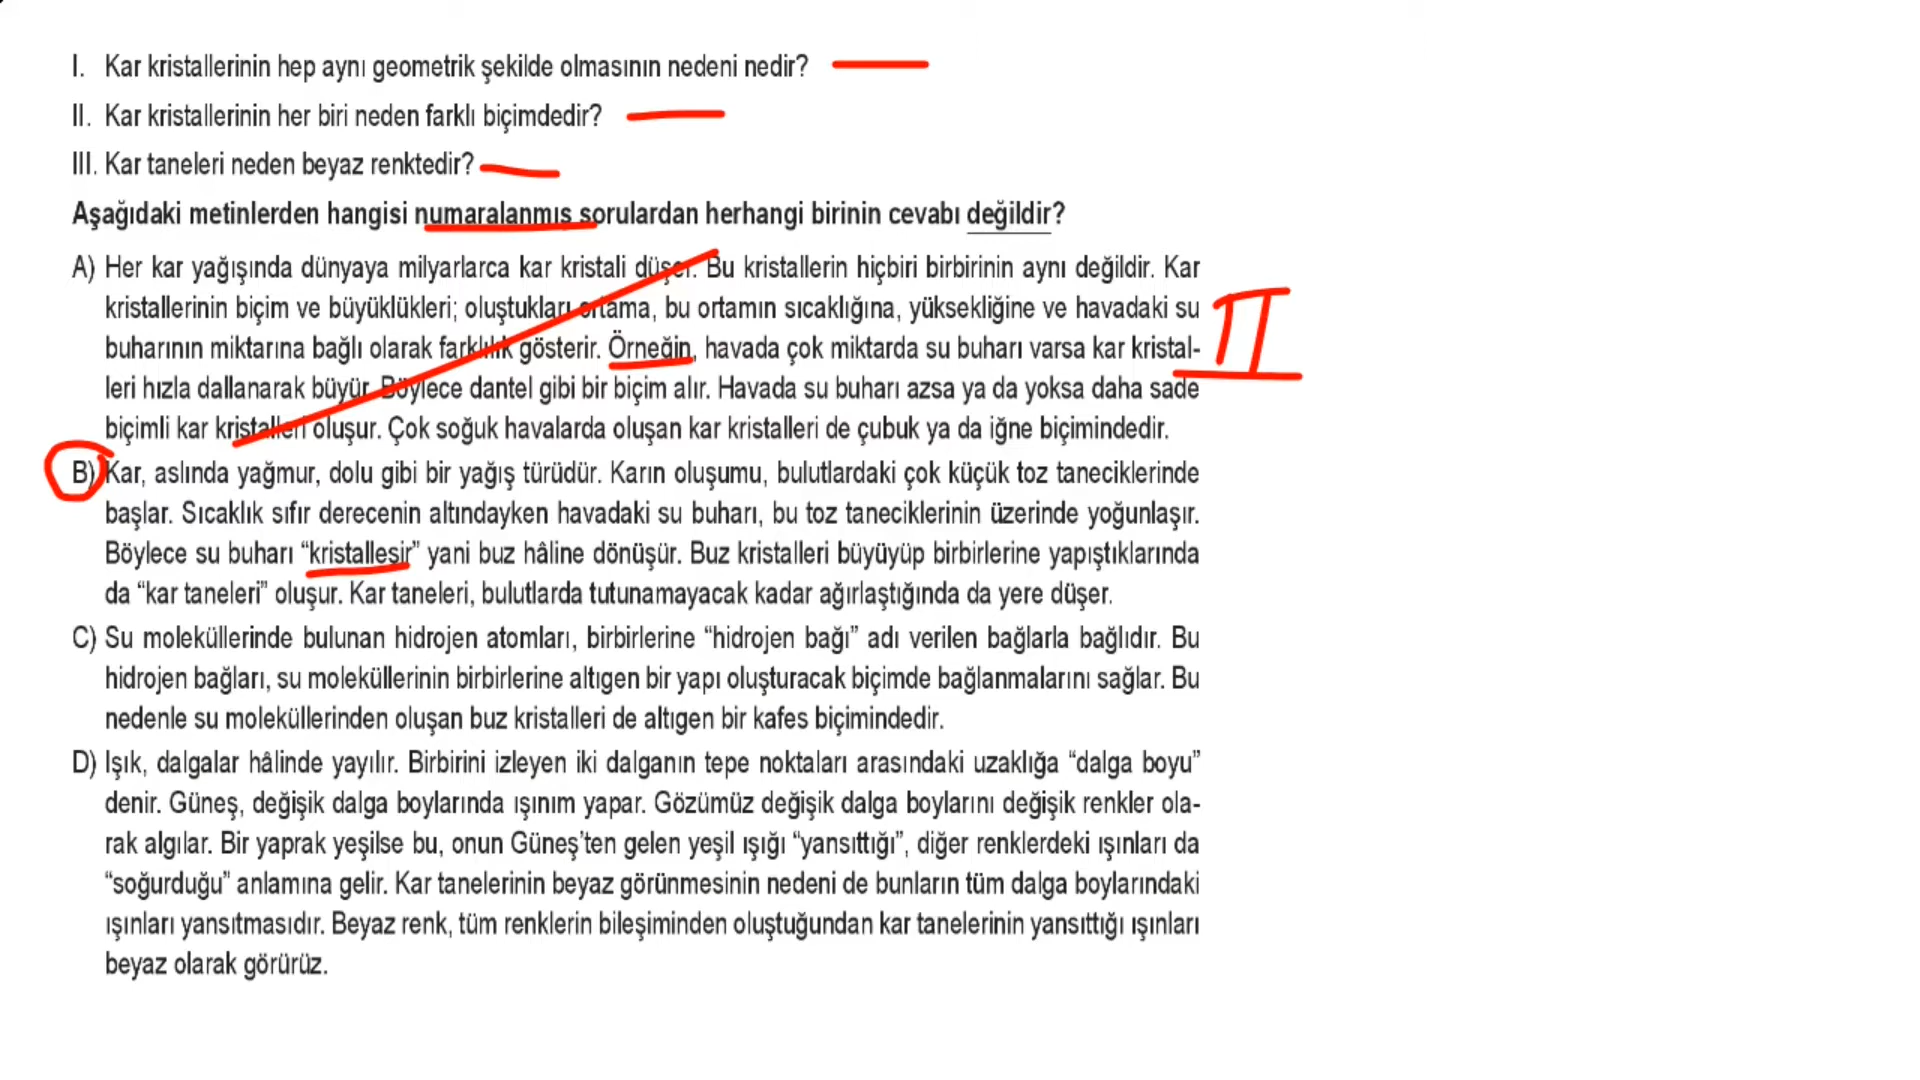 I. Kar kristallerinin hep aynı geometrik şekilde olmasının nedeni nedir?
II. Kar kristallerinin her biri neden farklı biçimdedir?
III. Kar taneleri neden beyaz renktedir?
Aşağıdaki metinlerden hangisi numaralanmış sorulardan herhangi birinin cevabı değildir?
A) Her kar yağışında dünyaya milyarlarca kar kristali düşer. Bu kristallerin hiçbiri birbirinin aynı değildir. Kar
kristallerinin biçim ve büyüklükleri; oluştukları ortama, bu ortamın sıcaklığına, yüksekliğine ve havadaki su
buharının miktarına bağlı olarak farklılık gösterir. Örneğin, havada çok miktarda su buharı varsa kar kristal-
leri hızla dallanarak büyür. Böylece dantel gibi bir biçim alır. Havada su buharı azsa ya da yoksa daha sade
biçimli kar kristalleri oluşur. Çok soğuk havalarda oluşan kar kristalleri de çubuk ya da iğne biçimindedir.
II
B) Kar, aslında yağmur, dolu gibi bir yağış türüdür. Karın oluşumu, bulutlardaki çok küçük toz taneciklerinde
başlar. Sıcaklık sıfır derecenin altındayken havadaki su buharı, bu toz taneciklerinin üzerinde yoğunlaşır.
Böylece su buharı “kristalleşir” yani buz hâline dönüşür. Buz kristalleri büyüyüp birbirlerine yapıştıklarında
da “kar taneleri” oluşur. Kar taneleri, bulutlarda tutunamayacak kadar ağırlaştığında da yere düşer.
C) Su moleküllerinde bulunan hidrojen atomları, birbirlerine “hidrojen bağı” adı verilen bağlarla bağlıdır. Bu
hidrojen bağları, su moleküllerinin birbirlerine altıgen bir yapı oluşturacak biçimde bağlanmalarını sağlar. Bu
nedenle su moleküllerinden oluşan buz kristalleri de altıgen bir kafes biçimindedir.
D) Işık, dalgalar hâlinde yayılır. Birbirini izleyen iki dalganın tepe noktaları arasındaki uzaklığa “dalga boyu”
denir. Güneş, değişik dalga boylarında ışınım yapar. Gözümüz değişik dalga boylarını değişik renkler ola-
rak algılar. Bir yaprak yeşilse bu, onun Güneş’ten gelen yeşil ışığı “yansıttığı”, diğer renklerdeki ışınları da
“soğurduğu” anlamına gelir. Kar tanelerinin beyaz görünmesinin nedeni de bunların tüm dalga boylarındaki
ışınları yansıtmasıdır. Beyaz renk, tüm renklerin bileşiminden oluştuğundan kar tanelerinin yansıttığı ışınları
beyaz olarak görürüz.